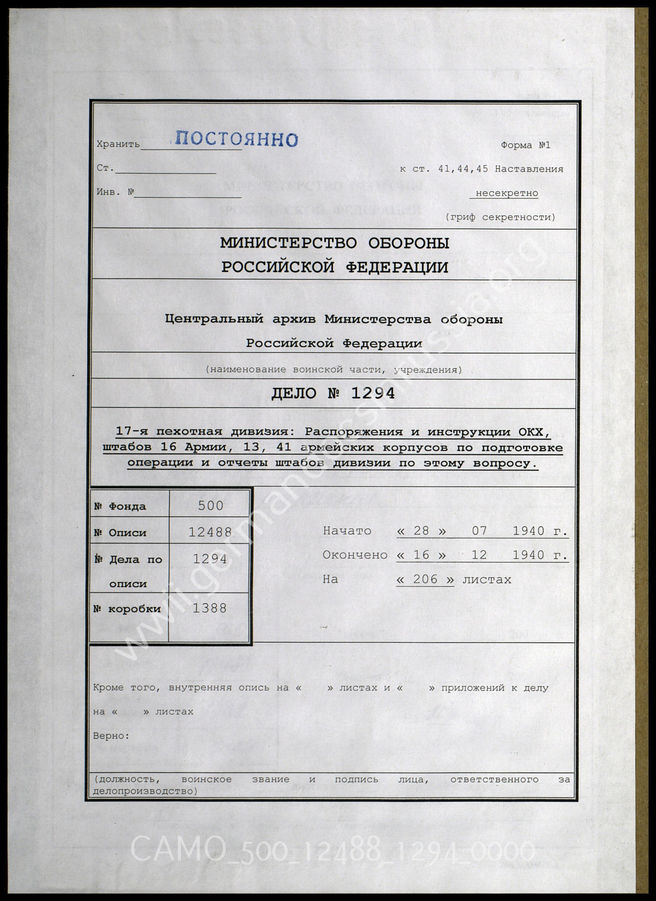 Хранить ПОСТОЯННО Форма №1
Ст. к ст. 41,44,45 Наставления
Инв. № несекретно
(гриф секретности)
МИНИСТЕРСТВО ОБОРОНЫ
РОССИЙСКОЙ ФЕДЕРАЦИИ
Центральный архив Министерства обороны
Российской Федерации
(наименование воинской части, учреждения)
ДЕЛО № 1294
17-я пехотная дивизия: Распоряжения и инструкции ОКХ,
штабов 16 Армии, 13, 41 армейских корпусов по подготовке
операции и отчеты штабов дивизии по этому вопросу.
№ Фонда 500
№ Описи 12488
№ Дела по
описи 1294
№ коробки 1388
Начато « 28 » 07 1940 г.
Окончено « 16 » 12 1940 г.
На « 206 » листах
Кроме того, внутренняя опись на « » листах и « » приложений к делу
на « » листах
Верно:
(должность, воинское звание и подпись лица, ответственного за
делопроизводство)
www.germandocsinrussia.org
CAMO_500_12488_1294_0000